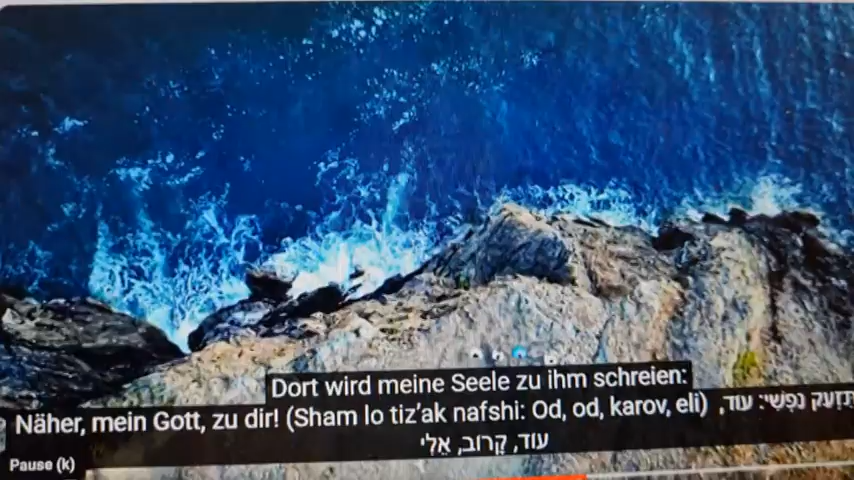 Dort wird meine Seele zu ihm schreien:
Näher, mein Gott, zu dir! (Sham lo tiz'ak nafshi: Od, od, karov, eli) תִּזְעַק נַפְשִׁי: עוֹד,
עוֹד, קָרוֹב, אֵלִי
Pause (k)